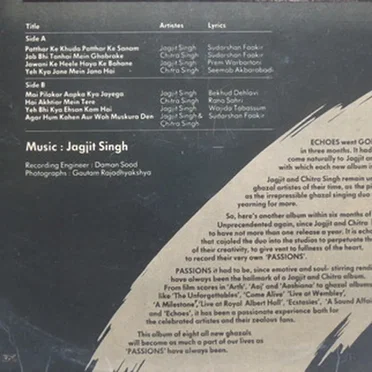 Title Artistes Lyrics
Side A
Patthar Ke Khuda Patthar Ke Sanam Jagjit Singh Sudarshan Faakir
Jab Bhi Tanhai Mein Ghabrake Chitra Singh Sudarshan Faakir
Jawani Ke Heele Haya Ke Bahane Jagjit Singh Prem Warbartoni
Yeh Kya Jane Mein Jana Hai Chitra Singh Seemab Akbarabadi
Side B
Mai Pilakar Aapka Kya Jayega Jagjit Singh Bekhud Dehlavi
Hai Akhtiar Mein Tere Chitra Singh Rana Sahri
Yeh Bhi Kya Ehsan Kam Hai Jagjit Singh Wajida Tabassum
Agar Hum Kahen Aur Woh Muskura Den Jagjit Singh & Sudarshan Faakir
Chitra Singh
Music : Jagjit Singh
Recording Engineer : Daman Sood
Photographs : Gautam Rajadhyakshya
ECHOES went GO
in three months. It had
come naturally to Jagjit an
with which each new album i
Jagjit and Chitra Singh remain un
ghazal artistes of their time, as the p
as the irrepressible ghazal singing duo
yearning for more.
So, here's another album within six months of
Unprecendented again, since Jagjit and Chitra
to have not more than one release a year. It is ech
that cajoled the duo into the studios to perpetuate th
of their creativity, to give vast to fullness of the heart,
to record their very own 'PASSIONS'.
PASSIONS it had to be, since emotive and soul- stirring rendi
have always been the hallmark of a Jagjit and Chitra album.
From film scores in 'Arth', 'Aaj' and 'Aashiana' to ghazal albums
like 'The Unforgettables', 'Come Alive' 'Live at Wembley',
'A Milestone', 'Live at Royal Albert Hall', 'Ecstasies', 'A Sound Affai
and 'Echoes', it has been a passionate experience both for
the celebrated artistes and their zealous fans.
This album of eight all new ghazals
will become as much a part of our lives as
'PASSIONS' have always been.